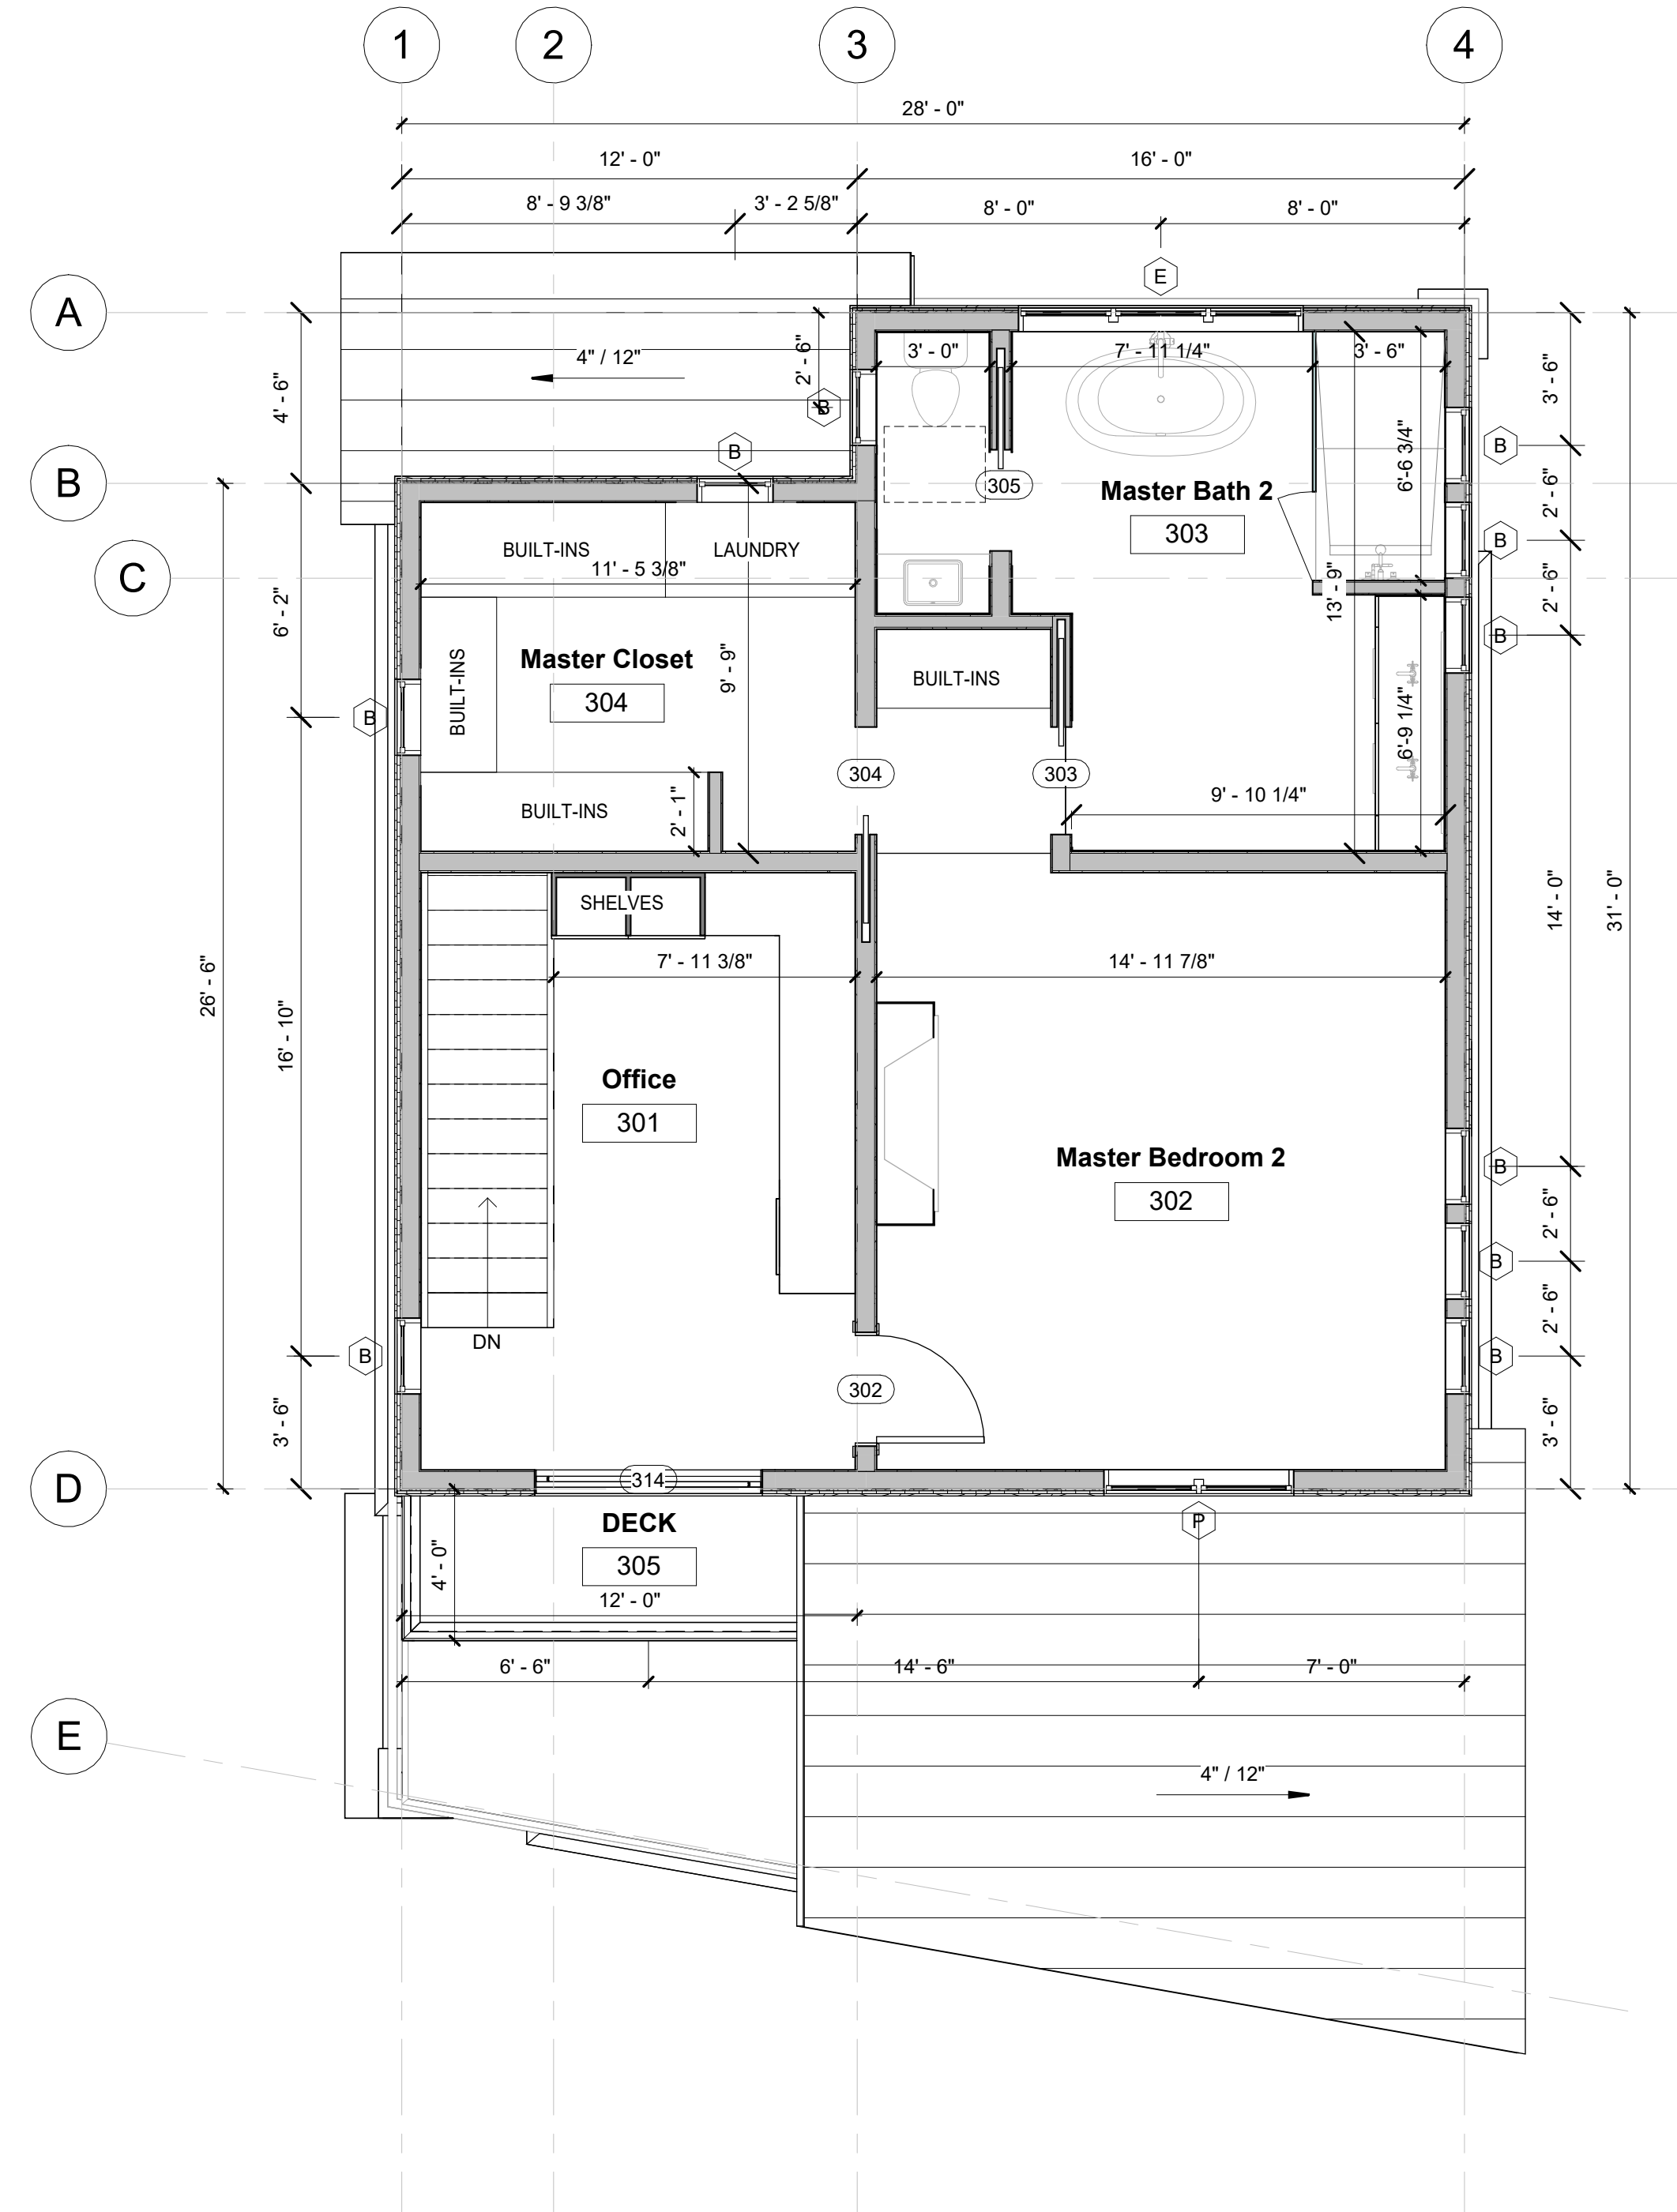 1
2
3
4
28' - 0"
12' - 0"
16' - 0"
8' - 9 3/8"
3' - 2 5/8"
8' - 0"
8' - 0"
E
A
4" / 12"
2' - 6"
3' - 0"
7' - 11 1/4"
3' - 6"
3' - 6"
4' - 6"
B
B
B
6'-6 3/4"
B
305
Master Bath 2
303
2' - 6"
B
BUILT-INS
LAUNDRY
11' - 5 3/8"
C
6' - 2"
13' - 9"
2' - 6"
B
BUILT-INS
Master Closet
304
9' - 9"
BUILT-INS
B
6'-9 1/4"
304
303
BUILT-INS
2' - 1"
9' - 10 1/4"
SHELVES
14' - 0"
31' - 0"
7' - 11 3/8"
14' - 11 7/8"
26' - 6"
16' - 10"
Office
301
Master Bedroom 2
302
B
2' - 6"
B
2' - 6"
DN
B
B
302
3' - 6"
3' - 6"
D
314
DECK
305
P
4' - 0"
12' - 0"
6' - 6"
14' - 6"
7' - 0"
E
4" / 12"